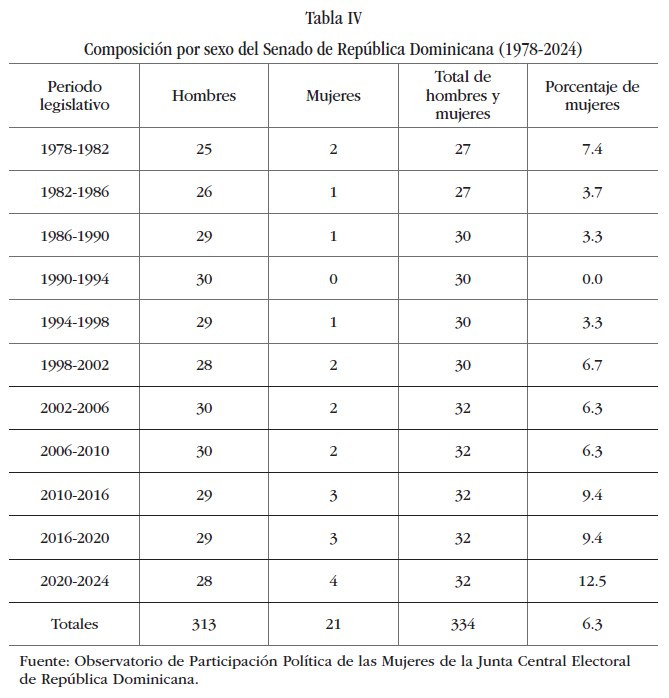 Tabla IV
Composición por sexo del Senado de República Dominicana (1978-2024)
Periodo legislativo Hombres Mujeres Total de hombres y mujeres Porcentaje de mujeres
1978-1982 25 2 27 7.4
1982-1986 26 1 27 3.7
1986-1990 29 1 30 3.3
1990-1994 30 0 30 0.0
1994-1998 29 1 30 3.3
1998-2002 28 2 30 6.7
2002-2006 30 2 32 6.3
2006-2010 30 2 32 6.3
2010-2016 29 3 32 9.4
2016-2020 29 3 32 9.4
2020-2024 28 4 32 12.5
Totales 313 21 334 6.3
Fuente: Observatorio de Participación Política de las Mujeres de la Junta Central Electoral
de República Dominicana.